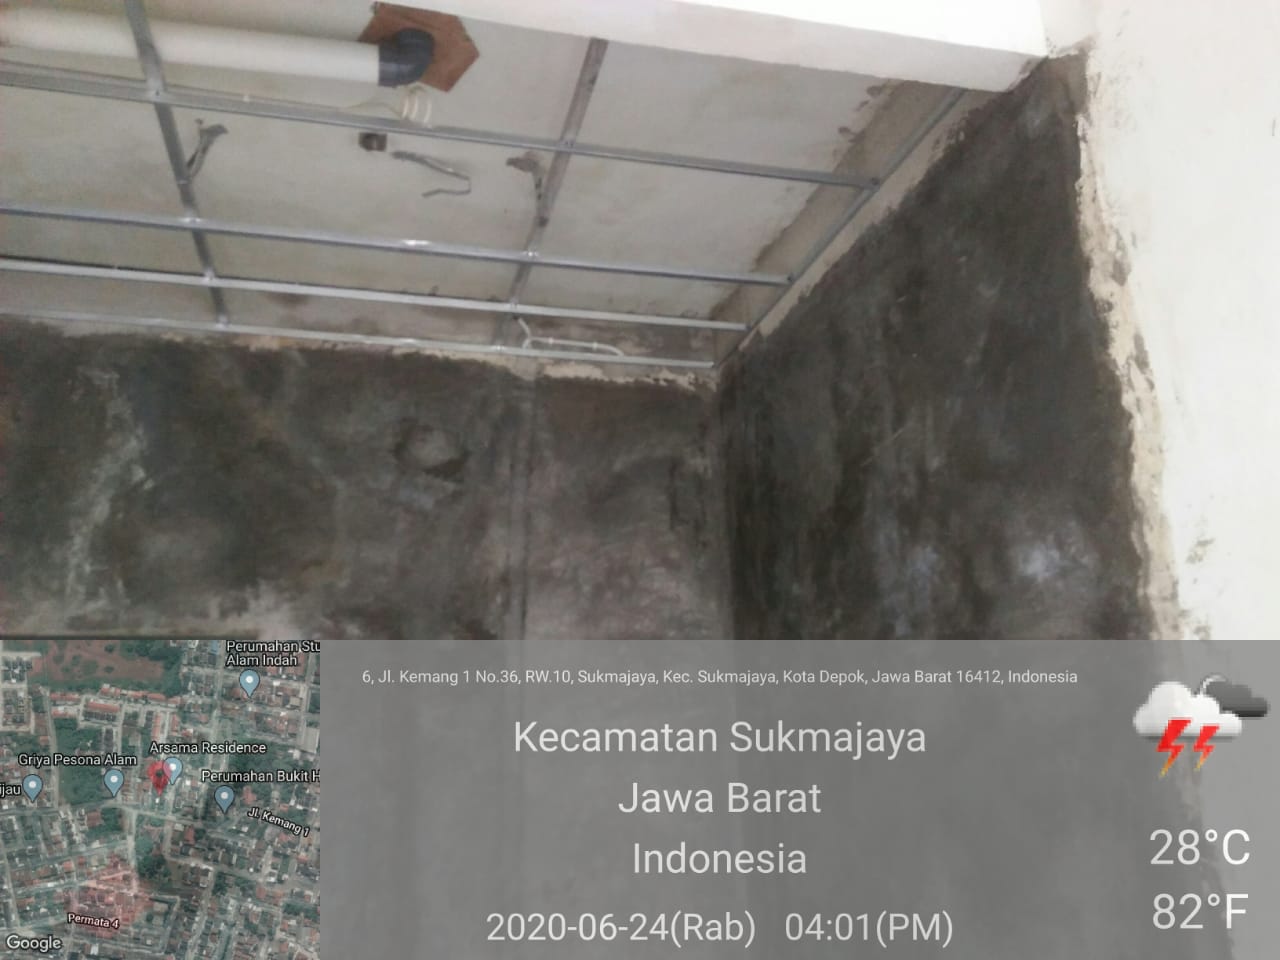 Perumahan Stu
Alam Indah
Arsama Residence
Griya Pesona Alam
ijau
Perumahan Bukit H
Jl. Kemang 1
Permata 4
Google
6, Jl. Kemang 1 No.36, RW.10, Sukmajaya, Kec. Sukmajaya, Kota Depok, Jawa Barat 16412, Indonesia
Kecamatan Sukmajaya
Jawa Barat
Indonesia
2020-06-24(Rab) 04:01(PM)
28°C
82°F